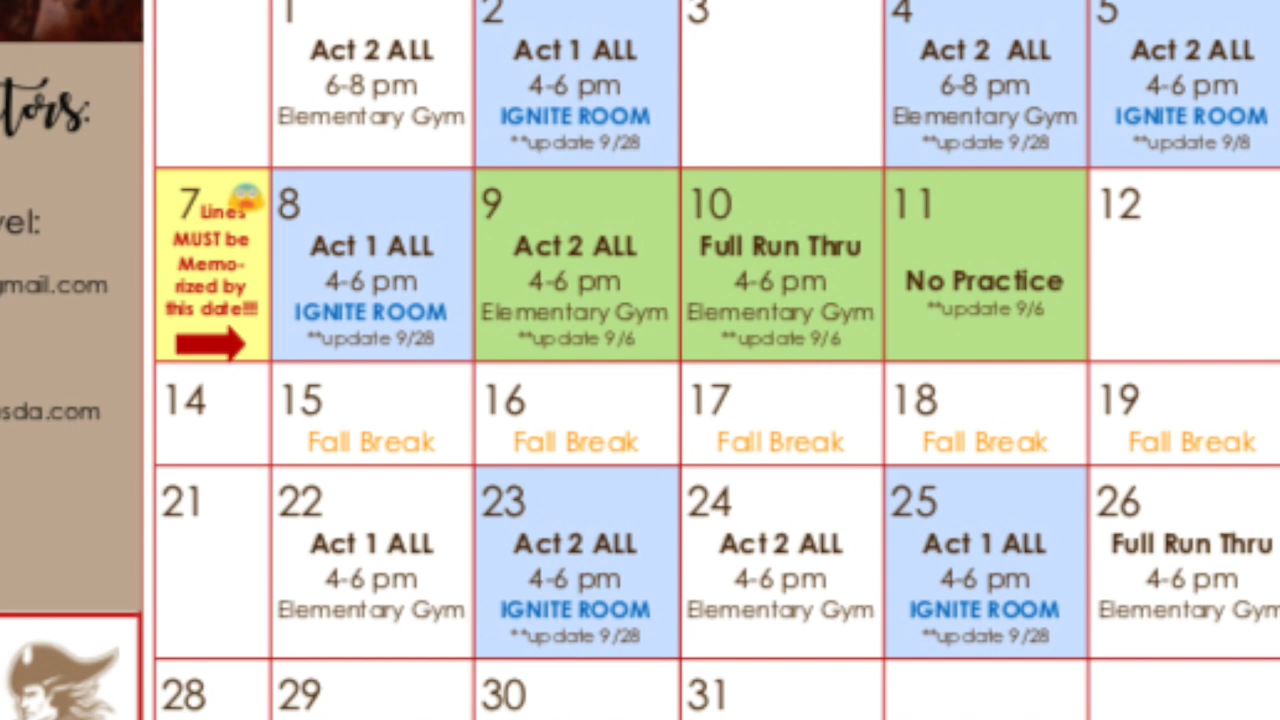 tors:
vel:
gmail.com
sda.com
1
Act 2 ALL
6-8 pm
Elementary Gym
2
Act 1 ALL
4-6 pm
IGNITE ROOM
**update 9/28
3
4
Act 2 ALL
6-8 pm
Elementary Gym
**update 9/28
5
Act 2 ALL
4-6 pm
IGNITE ROOM
**update 9/8
7 Lines
MUST be
Memo-
rized by
this date!!!
8
Act 1 ALL
4-6 pm
IGNITE ROOM
**update 9/28
9
Act 2 ALL
4-6 pm
Elementary Gym
**update 9/6
10
Full Run Thru
4-6 pm
Elementary Gym
**update 9/6
11
No Practice
**update 9/6
12
14
15
Fall Break
16
Fall Break
17
Fall Break
18
Fall Break
19
Fall Break
21
22
Act 1 ALL
4-6 pm
Elementary Gym
23
Act 2 ALL
4-6 pm
IGNITE ROOM
**update 9/28
24
Act 2 ALL
4-6 pm
Elementary Gym
25
Act 1 ALL
4-6 pm
IGNITE ROOM
**update 9/28
26
Full Run Thru
4-6 pm
Elementary Gym
28
29
30
31